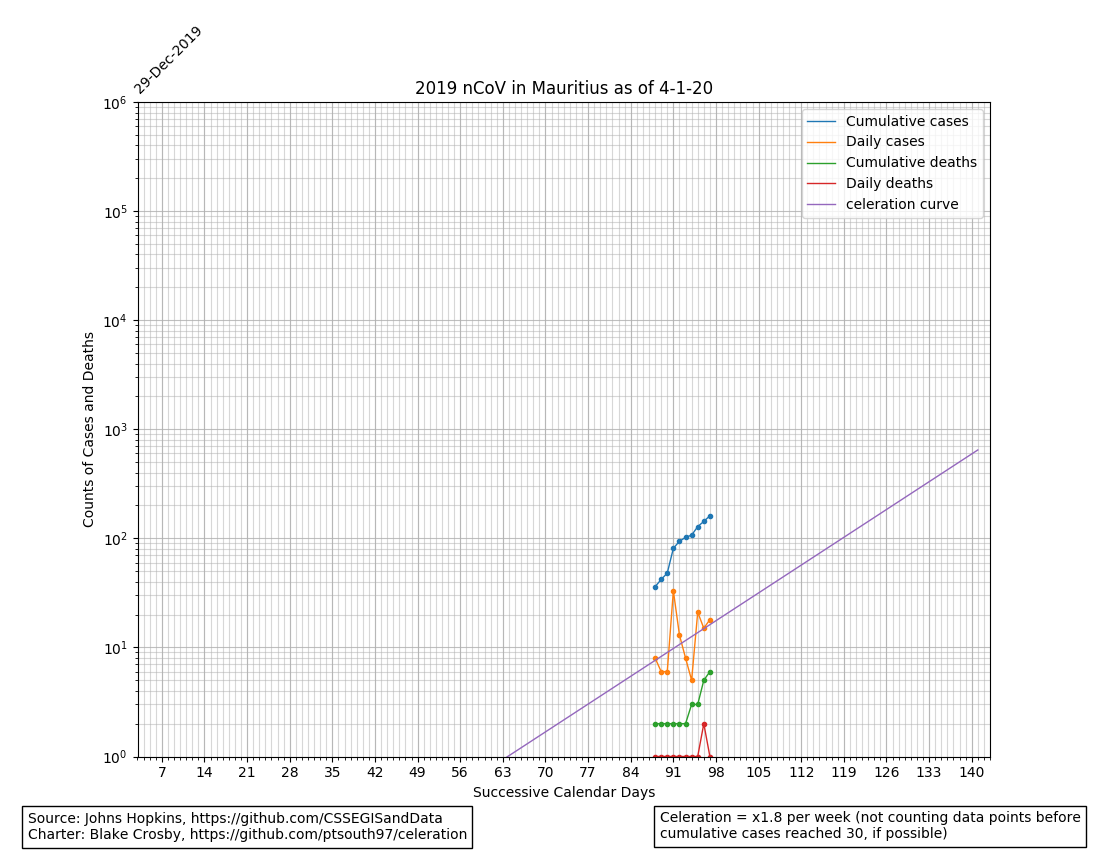 29-Dec-2019
2019 nCoV in Mauritius as of 4-1-20
Counts of Cases and Deaths
10^6
10^5
10^4
10^3
10^2
10^1
10^0
Cumulative cases
Daily cases
Cumulative deaths
Daily deaths
celeration curve
7 14 21 28 35 42 49 56 63 70 77 84 91 98 105 112 119 126 133 140
Successive Calendar Days
Source: Johns Hopkins, https://github.com/CSSEGISandData
Charter: Blake Crosby, https://github.com/ptsouth97/celeration
Celeration = x1.8 per week (not counting data points before
cumulative cases reached 30, if possible)